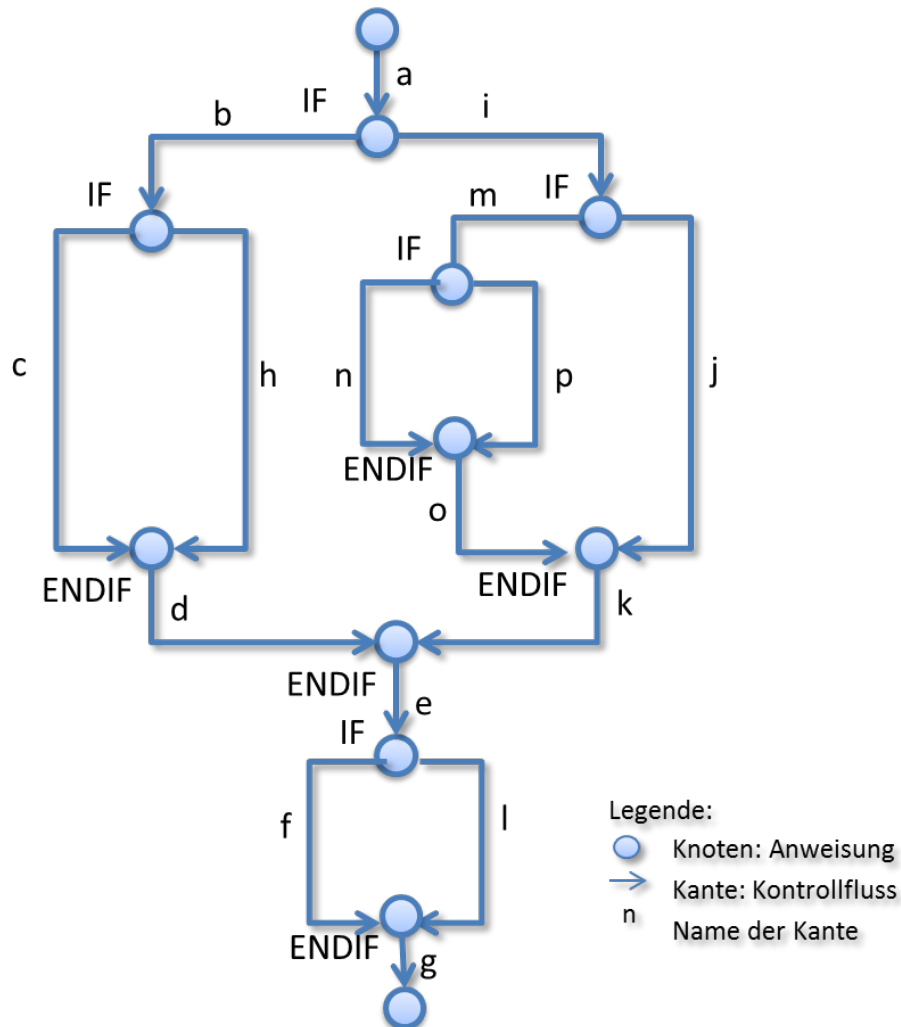 a
IF
b
i
IF
m
IF
IF
c
h
n
p
j
ENDIF
o
ENDIF
ENDIF
d
k
ENDIF
e
IF
f
l
Legende:
Knoten: Anweisung
Kante: Kontrollfluss
n Name der Kante
ENDIF
g